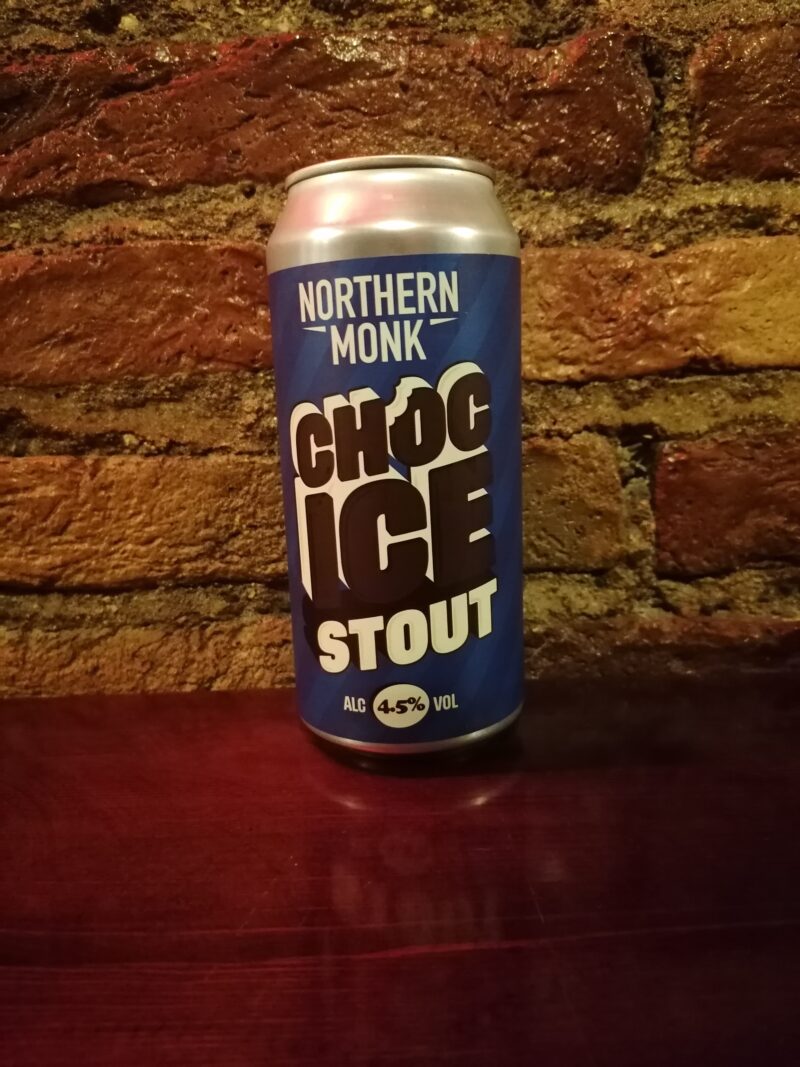 NORTHERN
MONK
CHOC
ICE
STOUT
ALC 4.5% VOL